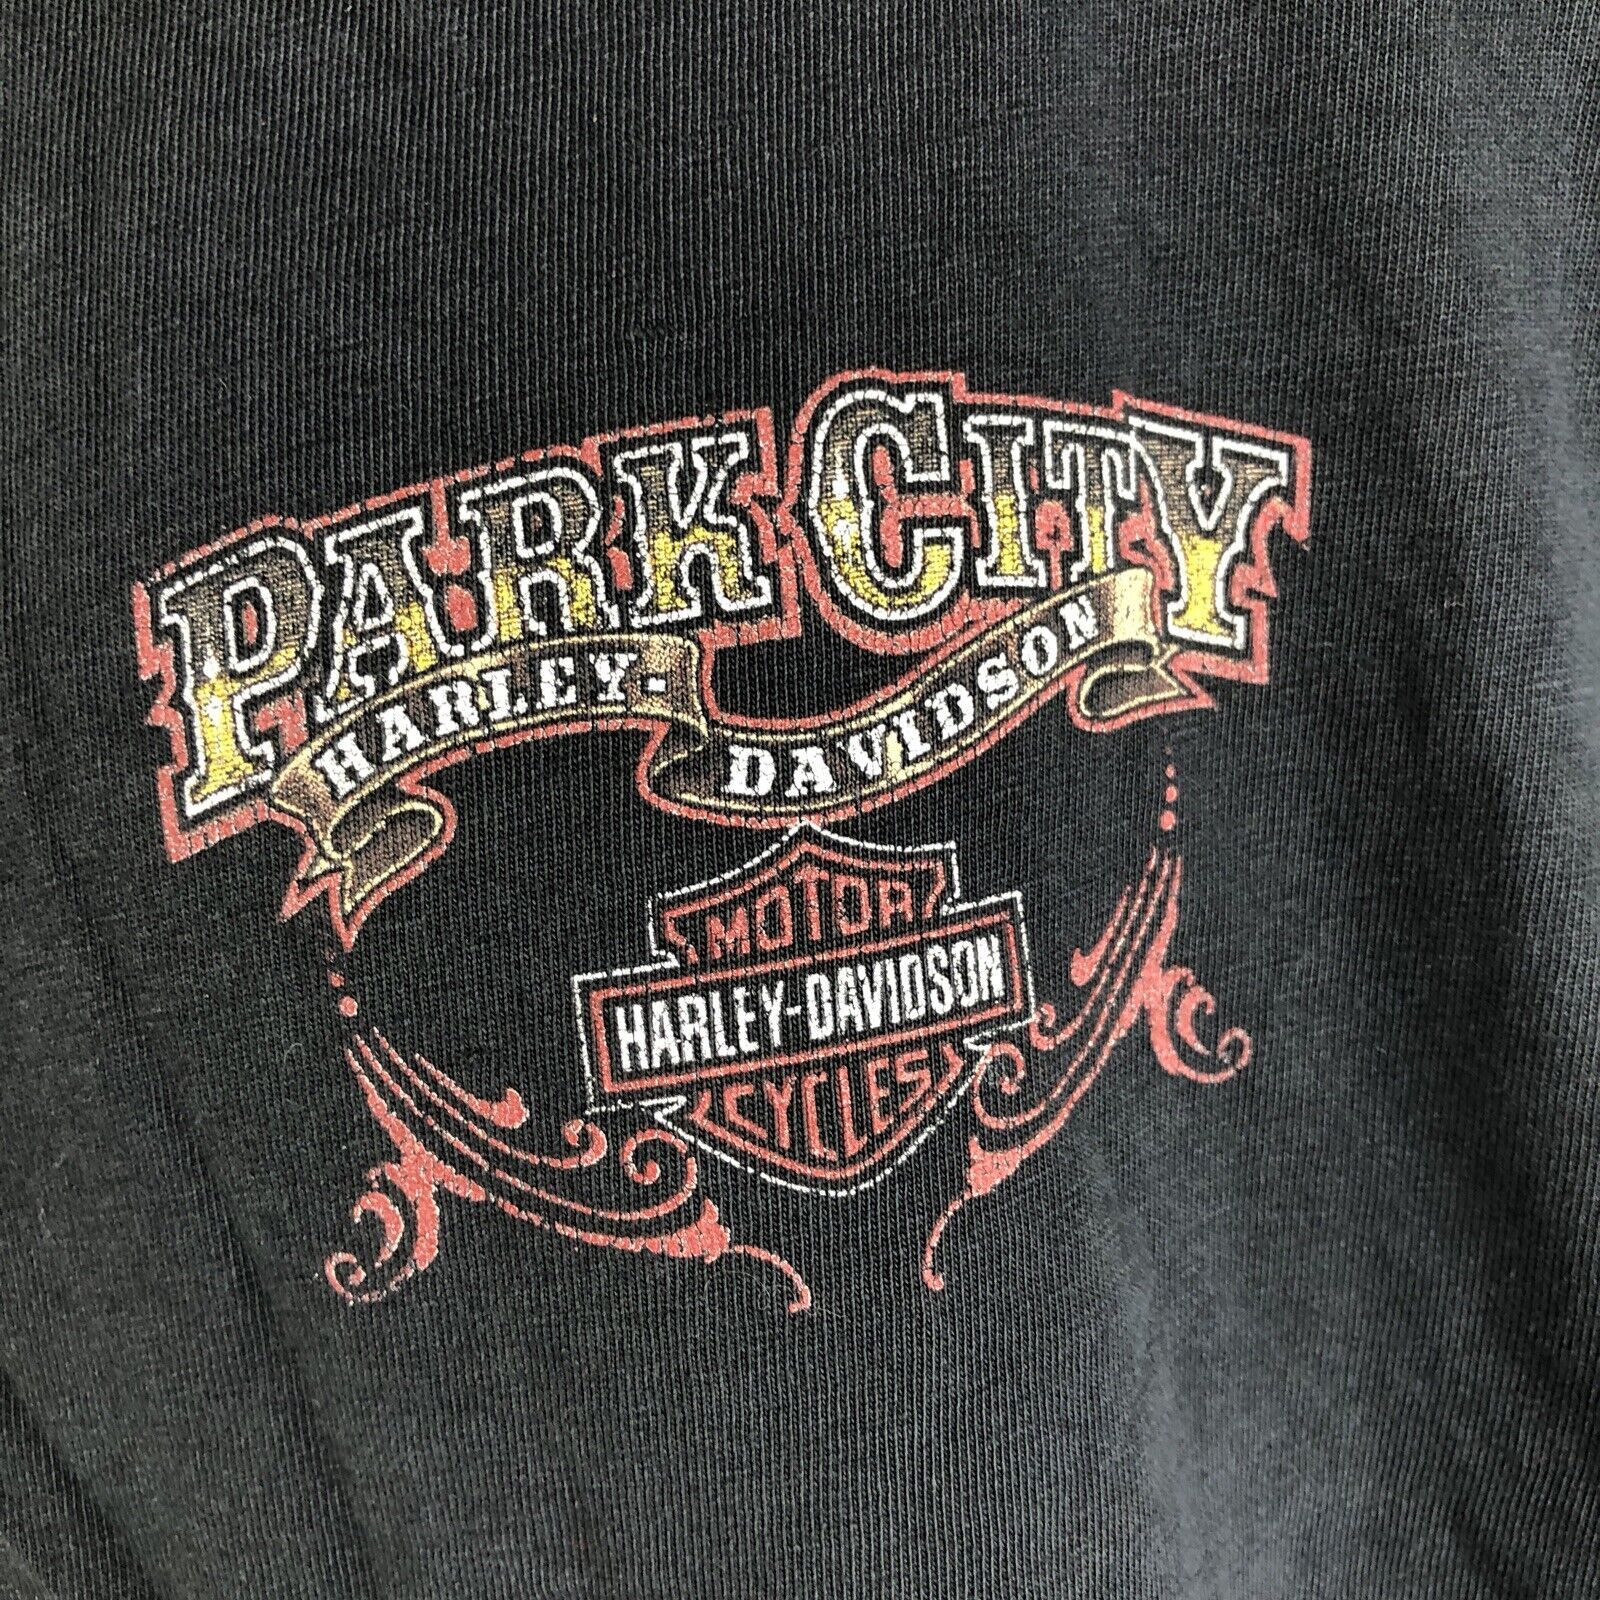 PARK CITY
HARLEY-
DAVIDSON
MOTOR
HARLEY-DAVIDSON
CYCLES